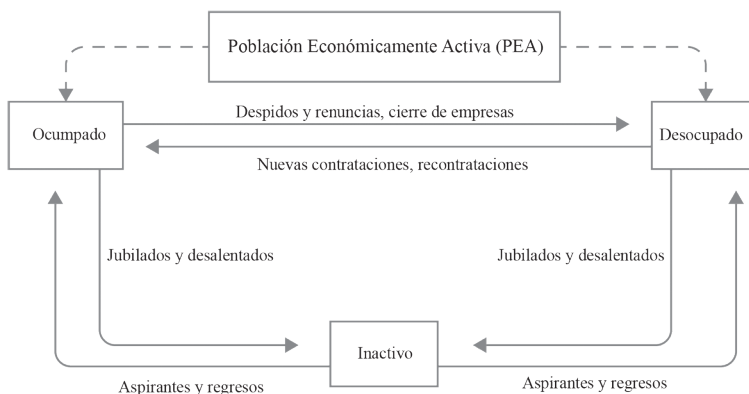 Población Económicamente Activa (PEA)
Despidos y renuncias, cierre de empresas
Ocumpado
Desocupado
Nuevas contrataciones, recontrataciones
Jubilados y desalentados
Jubilados y desalentados
Inactivo
Aspirantes y regresos
Aspirantes y regresos